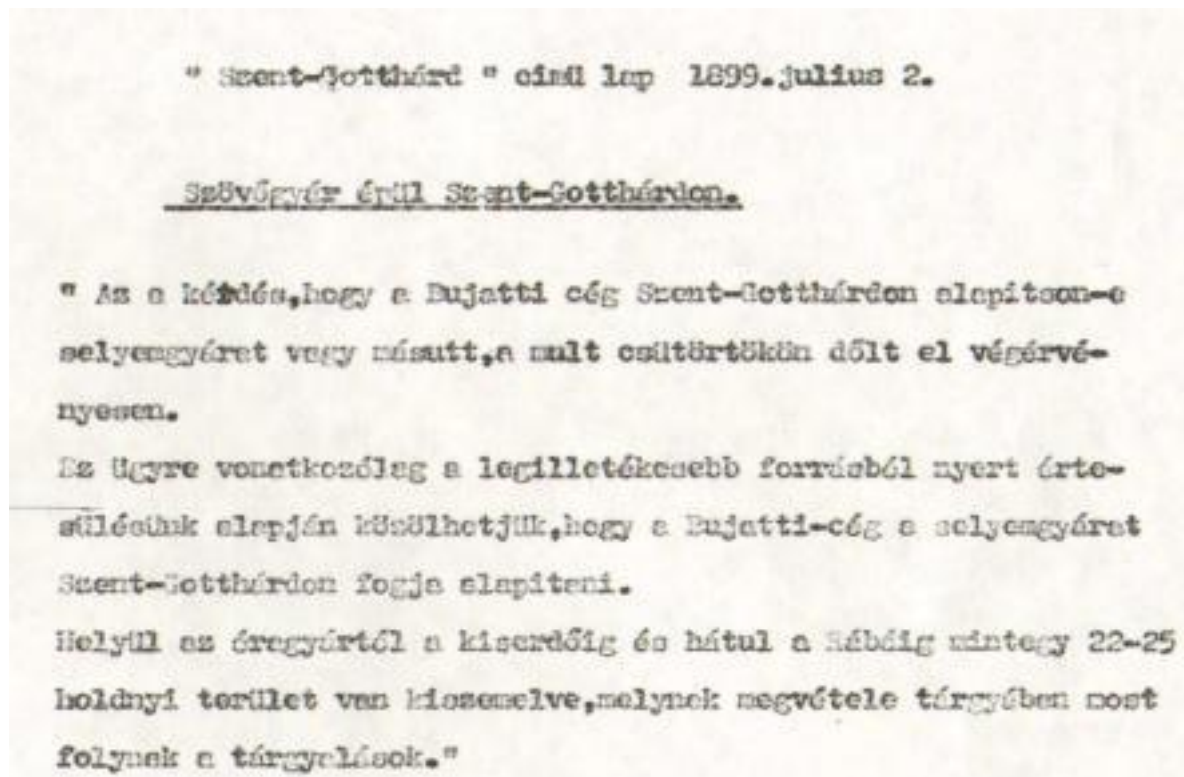 " Szent-Gotthárd " cimü lap 1899.julius 2.
Szövőgyár épül Szent-Gotthárdon.
" Az a kérdés,hogy a Bujatti cég Szent-Gotthárdon alapitson-e
selyemgyárat vagy másutt,a mult csütörtökön dőlt el végérvé-
nyesen.
Ez ügyre vonatkozólag a legilletékesebb forrásból nyert érte-
sülésünk alapján közölhetjük,hogy a Bujatti-cég a selyemgyárat
Szent-Gotthárdon fogja alapitani.
Helyül az óragyártól a kiserdőig és hátul a Rábáig mintegy 22-25
holdnyi terület van kiszemelve,melynek megvétele tárgyában most
folynak a tárgyalások."